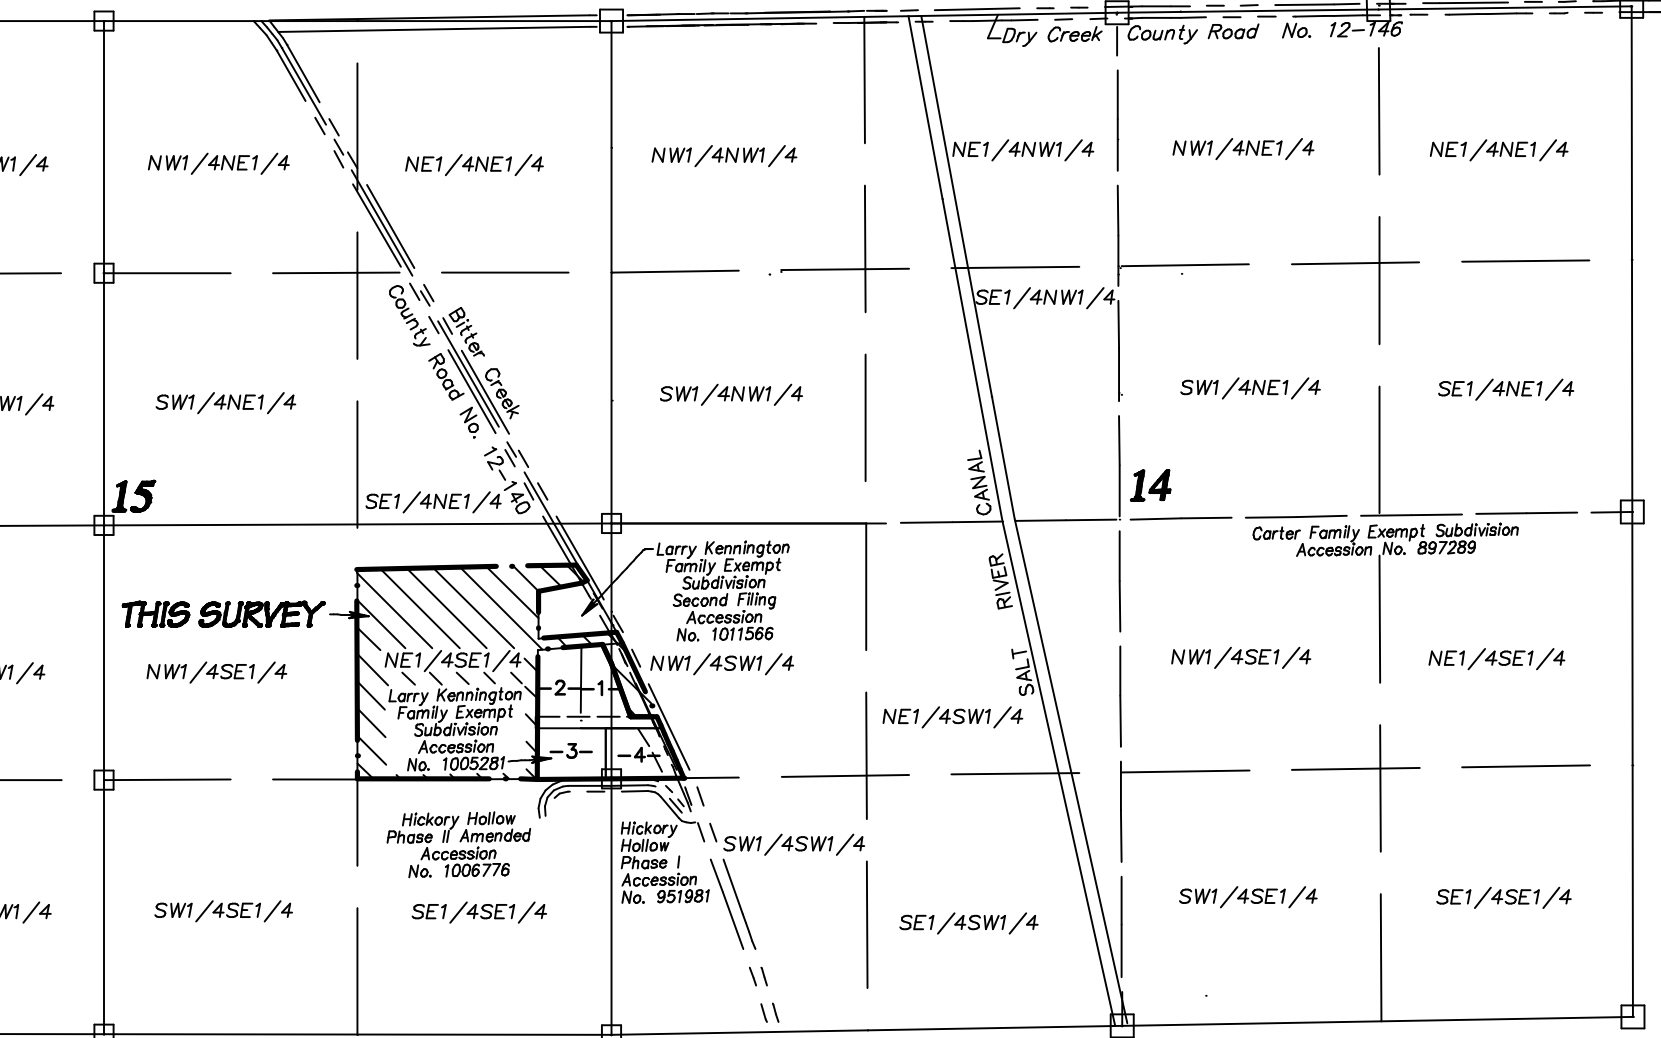 Dry Creek County Road No. 12-146
W1/4
NW1/4NE1/4
NE1/4NE1/4
NW1/4NW1/4
NE1/4NW1/4
NW1/4NE1/4
NE1/4NE1/4
SE1/4NW1/4
Bitter Creek
County Road No. 12-140
W1/4
SW1/4NE1/4
SW1/4NW1/4
SW1/4NE1/4
SE1/4NE1/4
15
SE1/4NE1/4
SALT RIVER CANAL
14
Carter Family Exempt Subdivision
Accession No. 897289
Larry Kennington
Family Exempt
Subdivision
Second Filing
Accession
No. 1011566
THIS SURVEY
W1/4
NW1/4SE1/4
NE1/4SE1/4
NW1/4SW1/4
NW1/4SE1/4
NE1/4SE1/4
Larry Kennington
Family Exempt
Subdivision
Accession
No. 1005281
-2-
-1-
-3-
-4-
NE1/4SW1/4
Hickory Hollow
Phase II Amended
Accession
No. 1006776
Hickory
Hollow
Phase I
Accession
No. 951981
SW1/4SW1/4
W1/4
SW1/4SE1/4
SE1/4SE1/4
SE1/4SW1/4
SW1/4SE1/4
SE1/4SE1/4